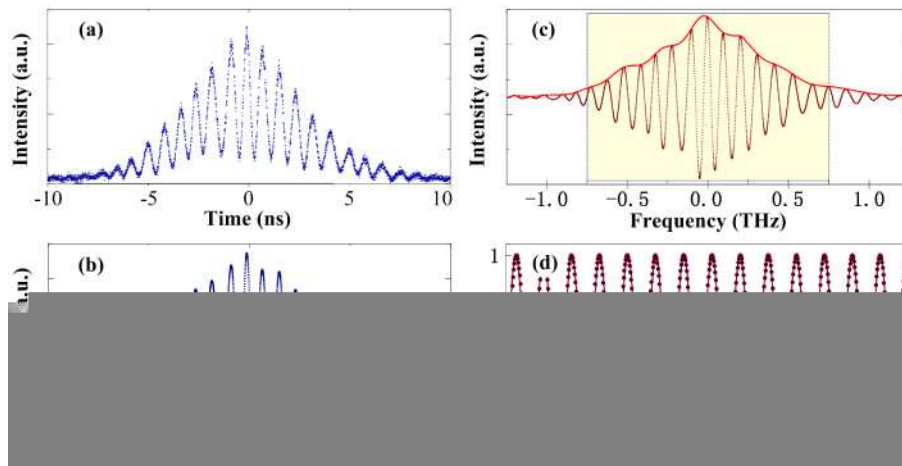 (a)
Intensity (a.u.)
-10 -5 0 5 10
Time (ns)
(c)
Intensity (a.u.)
-1.0 -0.5 0.0 0.5 1.0
Frequency (THz)
(b)
a.u.)
(d)
1